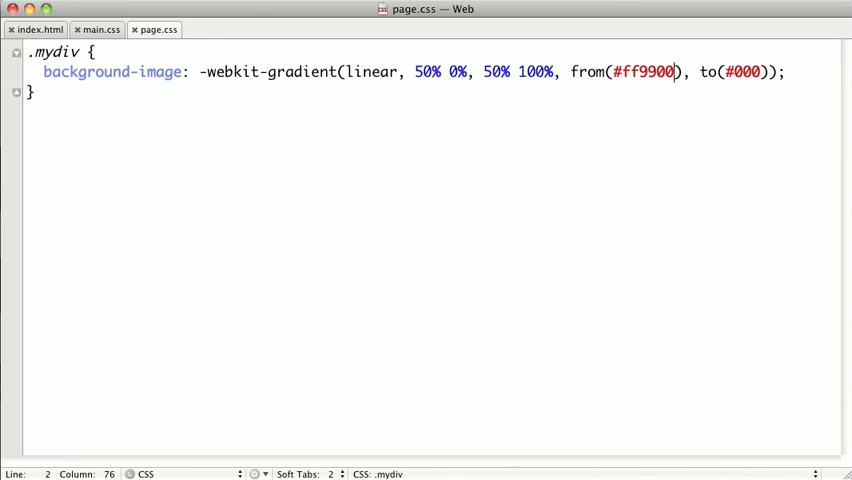 page.css — Web
index.html main.css page.css
.mydiv {
background-image: -webkit-gradient(linear, 50% 0%, 50% 100%, from(#ff9900), to(#000));
}
Line: 2 Column: 76 CSS Soft Tabs: 2 CSS: .mydiv